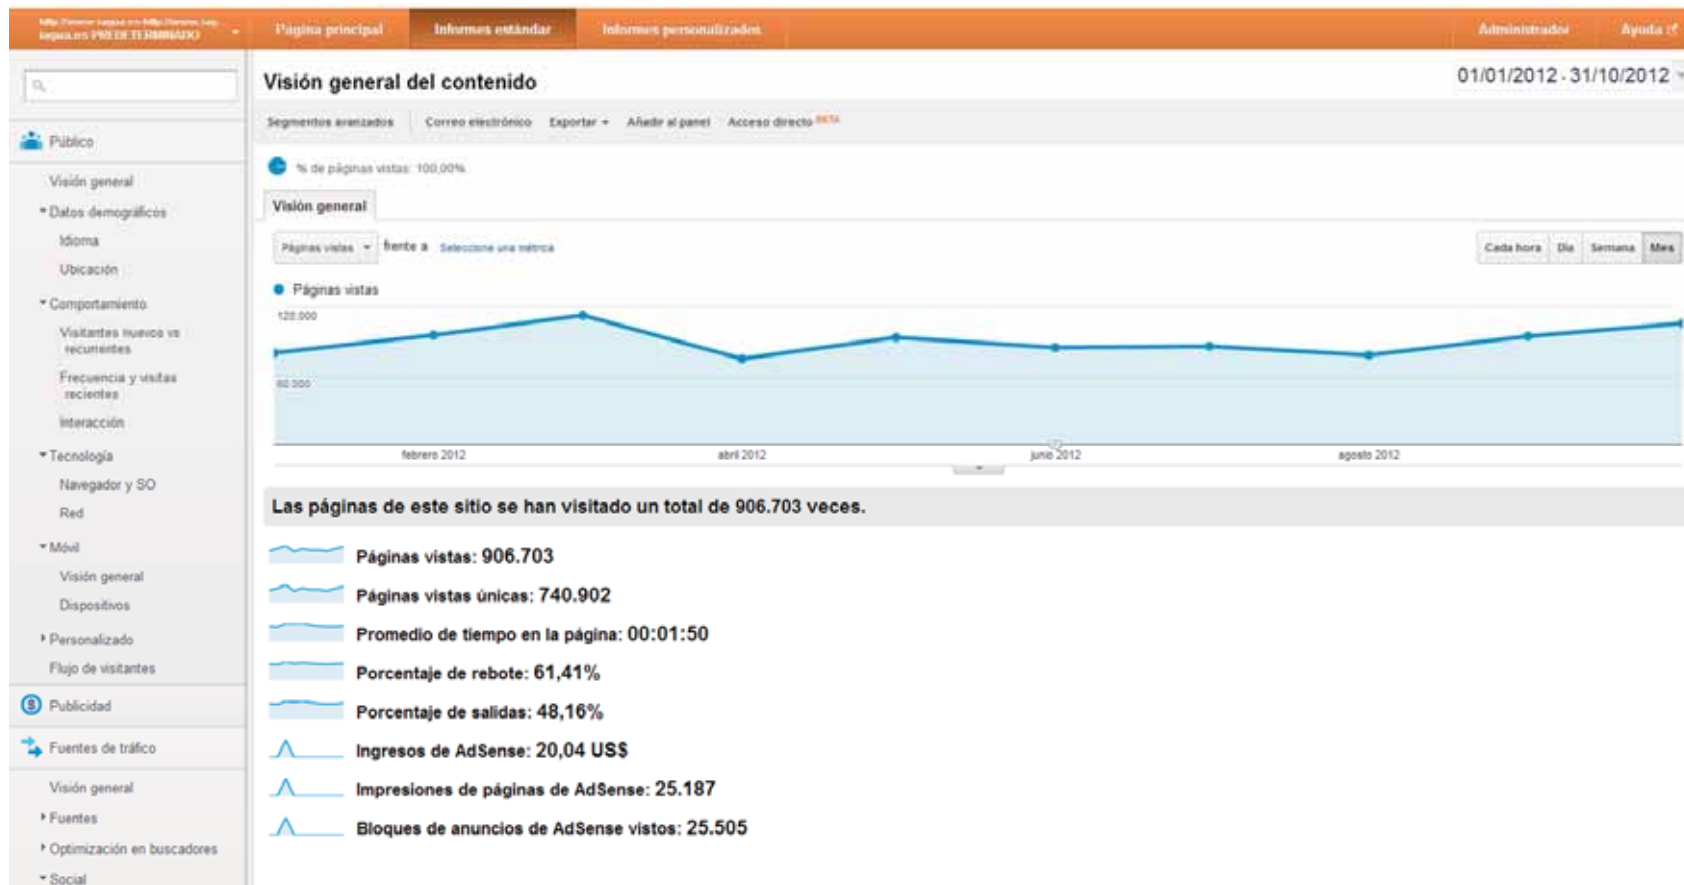 iagua.es PREDETERMINADO
Página principal
Informes estándar
Informes personalizados
Administrador
Ayuda
Visión general del contenido
01/01/2012 - 31/10/2012
Segmentos avanzados
Correo electrónico
Exportar
Añadir al panel
Acceso directo BETA
% de páginas vistas: 100,00%
Visión general
Páginas vistas
frente a
Seleccione una métrica
Cada hora
Día
Semana
Mes
Páginas vistas
120.000
60.000
febrero 2012
abril 2012
junio 2012
agosto 2012
Las páginas de este sitio se han visitado un total de 906.703 veces.
Páginas vistas: 906.703
Páginas vistas únicas: 740.902
Promedio de tiempo en la página: 00:01:50
Porcentaje de rebote: 61,41%
Porcentaje de salidas: 48,16%
Ingresos de AdSense: 20,04 US$
Impresiones de páginas de AdSense: 25.187
Bloques de anuncios de AdSense vistos: 25.505
Público
Visión general
Datos demográficos
Idioma
Ubicación
Comportamiento
Visitantes nuevos vs
recurrentes
Frecuencia y visitas
recientes
Interacción
Tecnología
Navegador y SO
Red
Móvil
Visión general
Dispositivos
Personalizado
Flujo de visitantes
Publicidad
Fuentes de tráfico
Visión general
Fuentes
Optimización en buscadores
Social